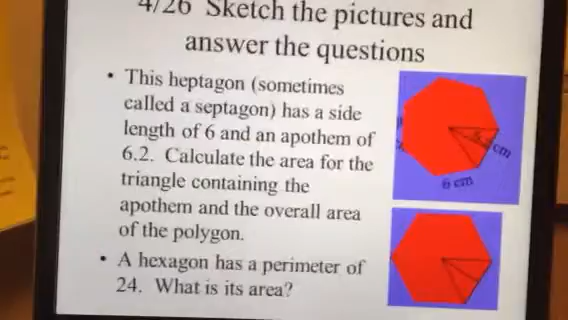 4/26 Sketch the pictures and
answer the questions
• This heptagon (sometimes
called a septagon) has a side
length of 6 and an apothem of
6.2. Calculate the area for the
triangle containing the
apothem and the overall area
of the polygon.
cm
6 cm
• A hexagon has a perimeter of
24. What is its area?